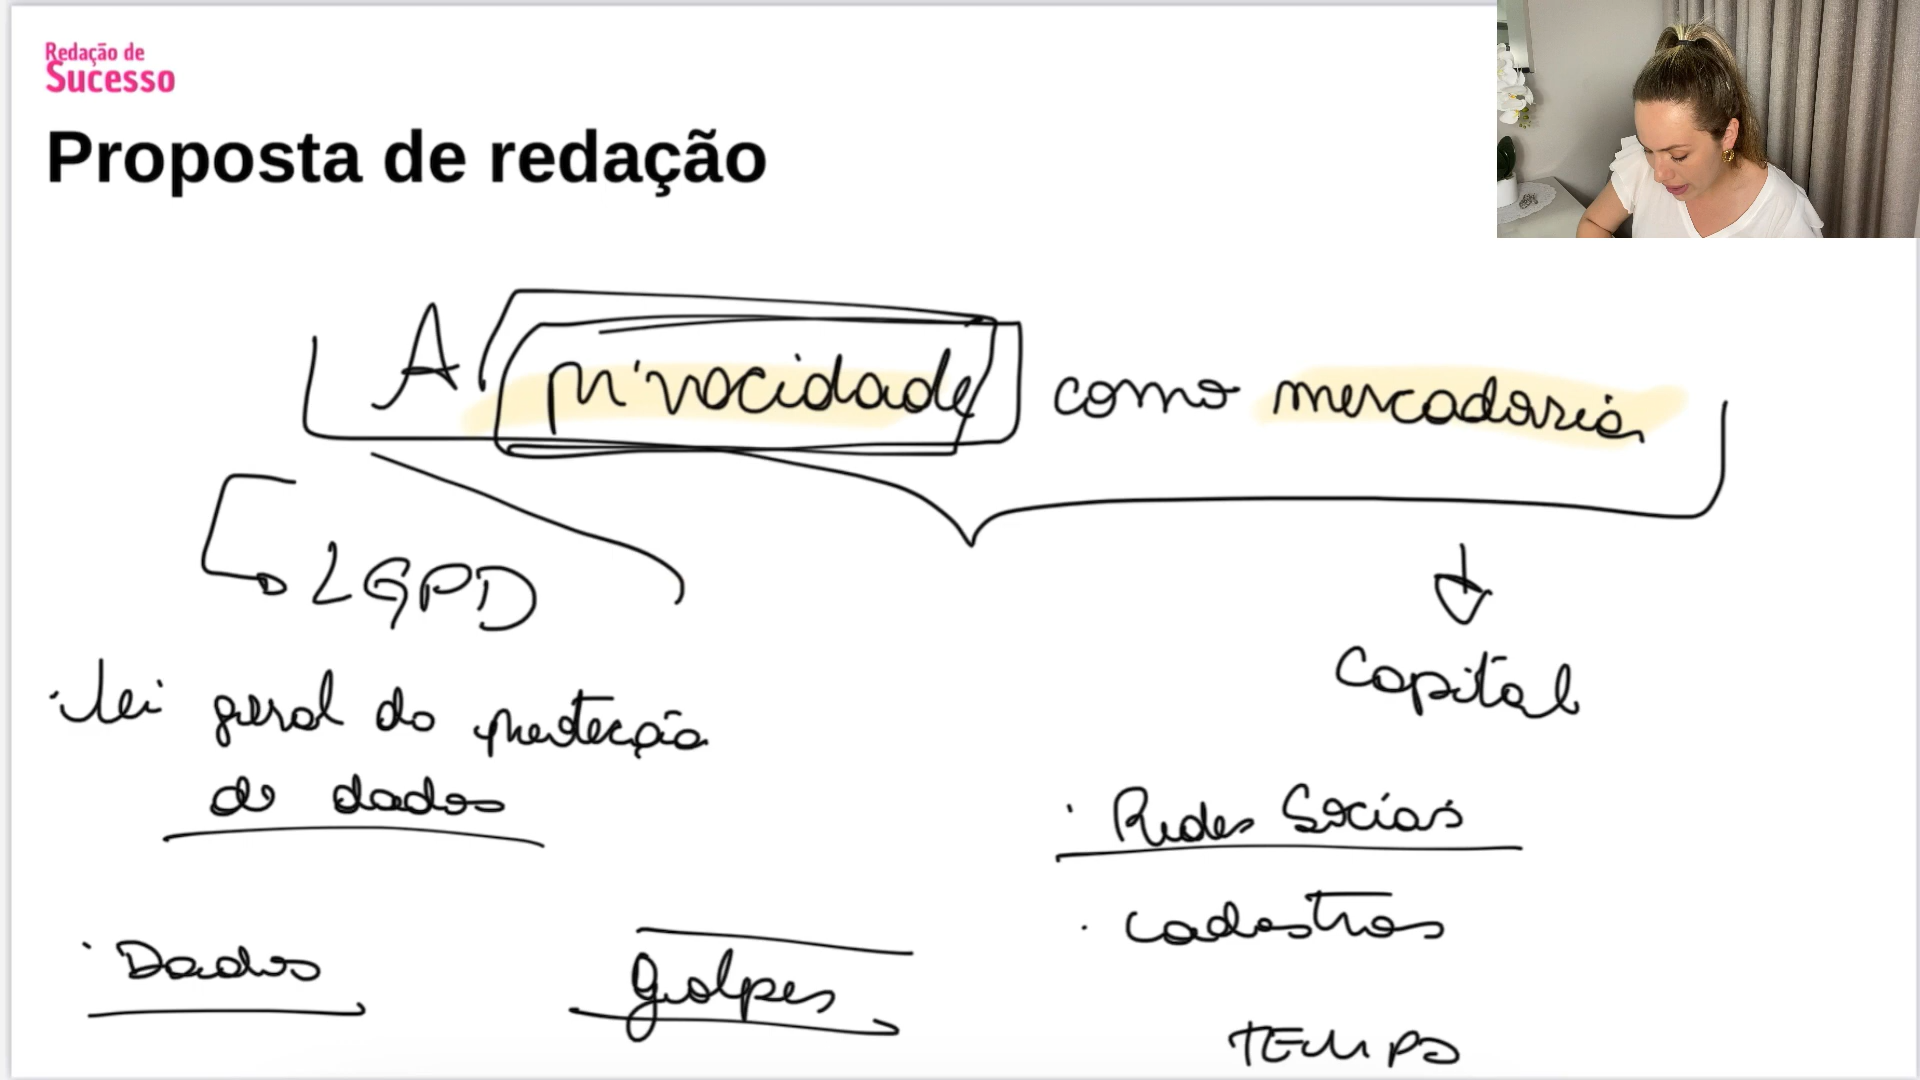 Redação de
Sucesso
Proposta de redação
A privacidade como mercadoria
LGPD
Capital
· lei geral de proteção
de dados
· Redes Sociais
· cadastros
· Dados
golpes
TEMPO